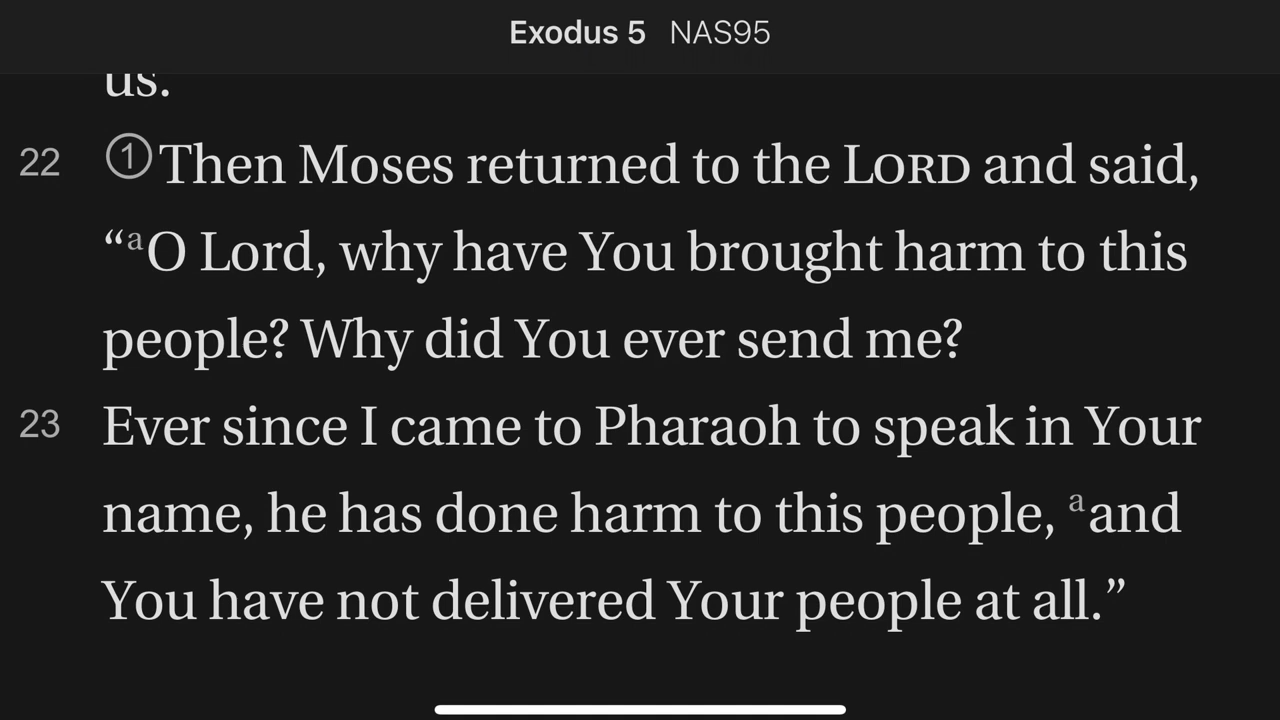 Exodus 5 NAS95
us.
22 ①Then Moses returned to the LORD and said,
“ᵃO Lord, why have You brought harm to this
people? Why did You ever send me?
23 Ever since I came to Pharaoh to speak in Your
name, he has done harm to this people, ᵃand
You have not delivered Your people at all.”